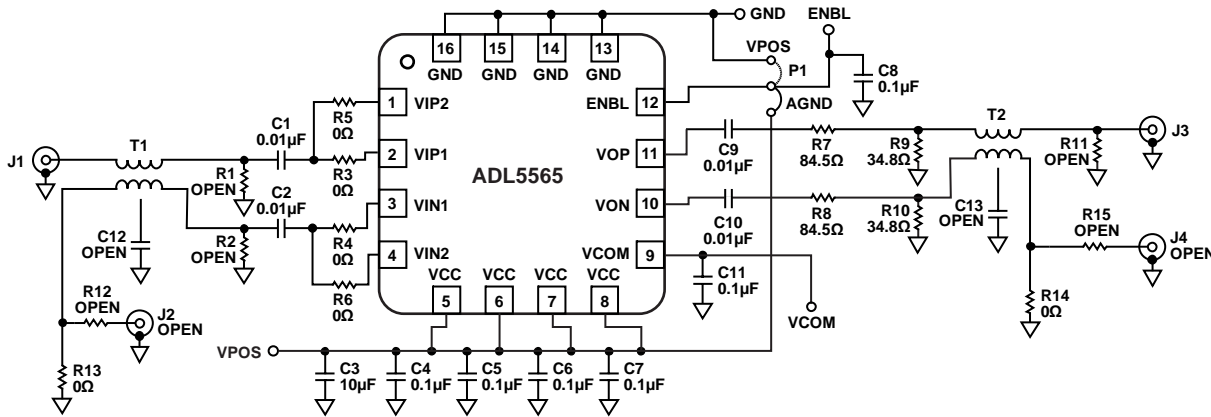 GND
ENBL
VPOS
P1
AGND
C8
0.1µF
16
GND
15
GND
14
GND
13
GND
1
VIP2
2
VIP1
3
VIN1
4
VIN2
ADL5565
ENBL
12
VOP
11
VON
10
VCOM
9
VCC
5
VCC
6
VCC
7
VCC
8
J1
T1
R1
OPEN
C1
0.01µF
C2
0.01µF
R2
OPEN
R5
0Ω
R3
0Ω
R4
0Ω
R6
0Ω
C12
OPEN
R12
OPEN
J2
OPEN
R13
0Ω
VPOS
C3
10µF
C4
0.1µF
C5
0.1µF
C6
0.1µF
C7
0.1µF
C9
0.01µF
C10
0.01µF
C11
0.1µF
VCOM
R7
84.5Ω
R8
84.5Ω
R9
34.8Ω
R10
34.8Ω
T2
C13
OPEN
R11
OPEN
J3
R15
OPEN
J4
OPEN
R14
0Ω